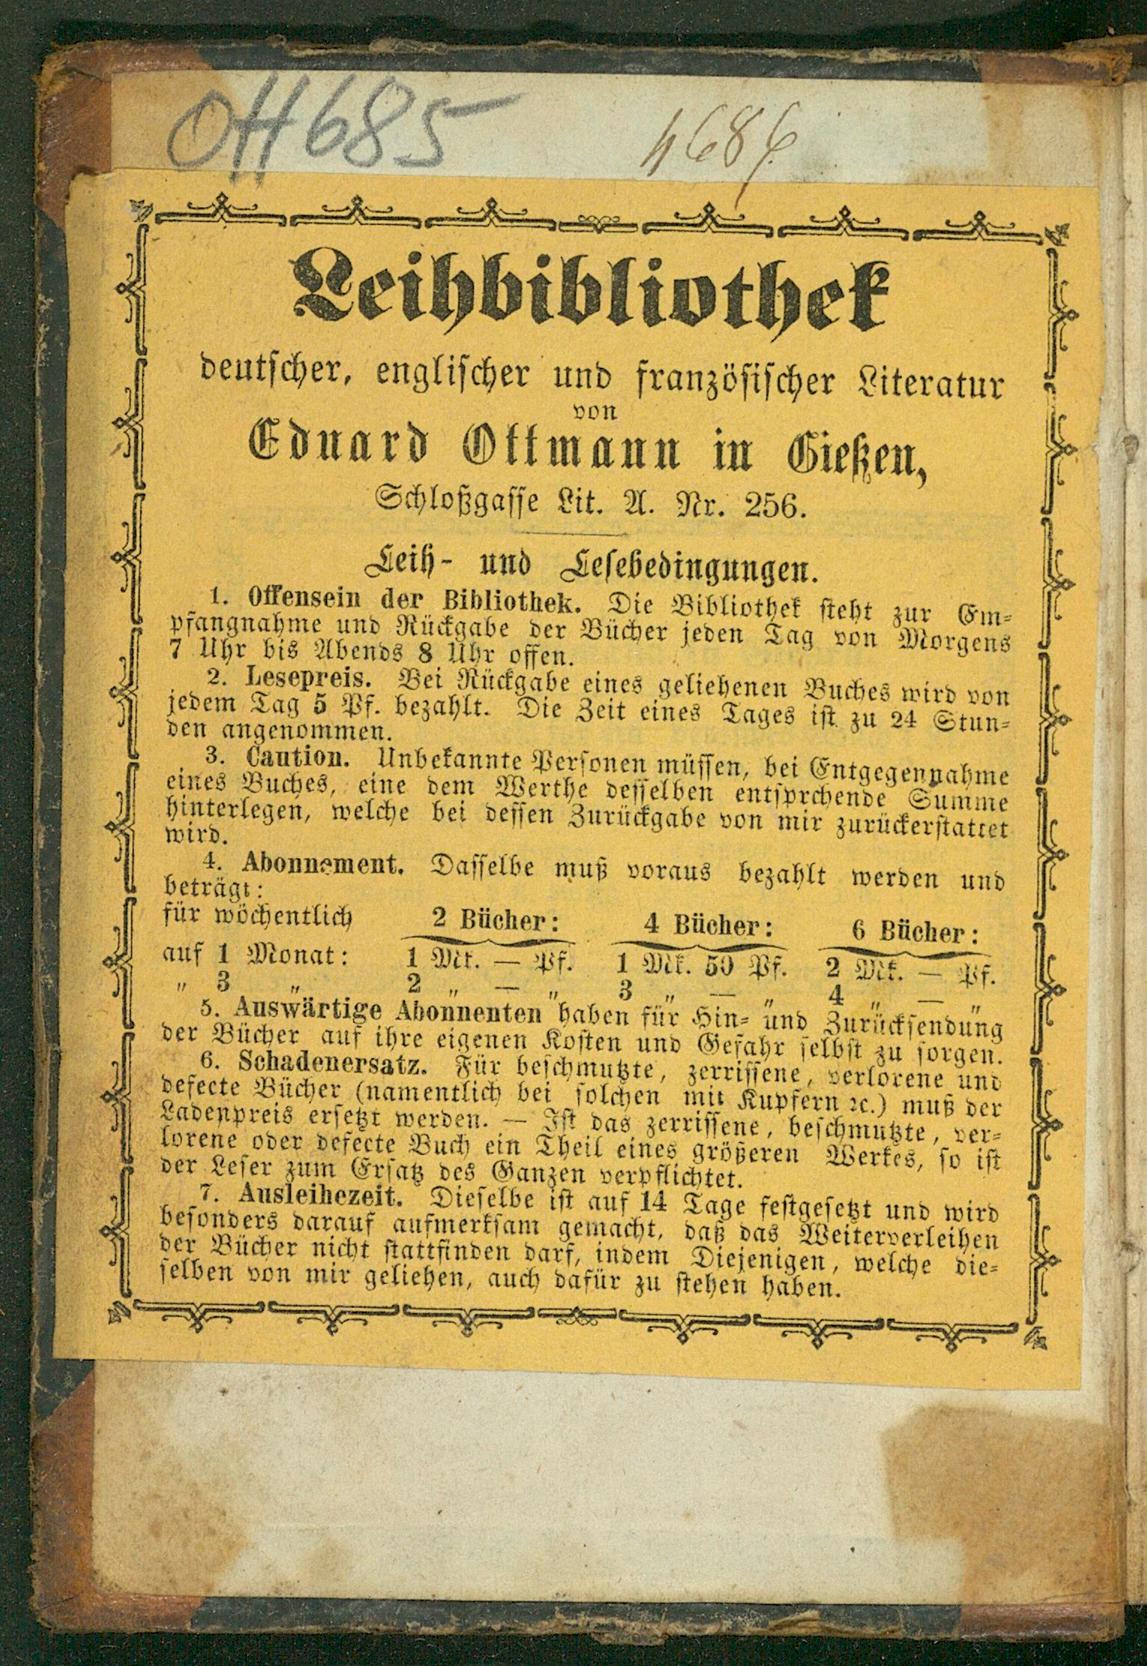 OH 685
4686
Leihbibliothek
deutscher, englischer und französischer Literatur
von
Eduard Ottmann in Gießen,
Schloßgasse Lit. A. Nr. 256.
Leih- und Lesebedingungen.
1. Offensein der Bibliothek. Die Bibliothek steht zur Em-
pfangnahme und Rückgabe der Bücher jeden Tag von Morgens
7 Uhr bis Abends 8 Uhr offen.
2. Lesepreis. Bei Rückgabe eines geliehenen Buches wird von
jedem Tag 5 Pf. bezahlt. Die Zeit eines Tages ist zu 24 Stun-
den angenommen.
3. Caution. Unbekannte Personen müssen, bei Entgegennahme
eines Buches, eine dem Werthe desselben entsprchende Summe
hinterlegen, welche bei dessen Zurückgabe von mir zurückerstattet
wird.
4. Abonnement. Dasselbe muß voraus bezahlt werden und
beträgt:
für wöchentlich 2 Bücher: 4 Bücher: 6 Bücher:
auf 1 Monat: 1 Mk. — Pf. 1 Mk. 50 Pf. 2 Mk. — Pf.
„ 3 „ 2 „ — „ 3 „ — „ 4 „ — „
5. Auswärtige Abonnenten haben für Hin- und Zurücksendung
der Bücher auf ihre eigenen Kosten und Gefahr selbst zu sorgen.
6. Schadenersatz. Für beschmutzte, zerrissene, verlorene und
defecte Bücher (namentlich bei solchen mit Kupfern ꝛc.) muß der
Ladenpreis ersetzt werden. — Ist das zerrissene, beschmutzte, ver-
lorene oder defecte Buch ein Theil eines größeren Werkes, so ist
der Leser zum Ersatz des Ganzen verpflichtet.
7. Ausleihezeit. Dieselbe ist auf 14 Tage festgesetzt und wird
besonders darauf aufmerksam gemacht, daß das Weiterverleihen
der Bücher nicht stattfinden darf, indem Diejenigen, welche die-
selben von mir geliehen, auch dafür zu stehen haben.